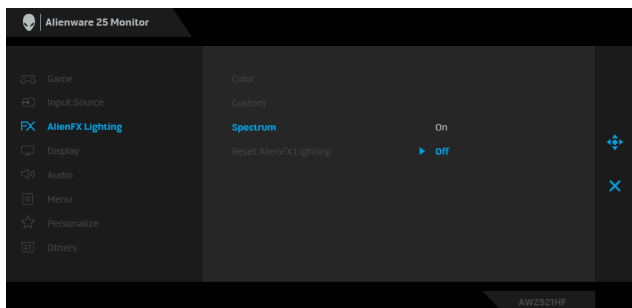 Alienware 25 Monitor
Game
Color
Input Source
Custom
FX AlienFX Lighting
Spectrum
On
Display
Reset AlienFX Lighting
Off
Audio
Menu
Personalize
Others
AW2521HF